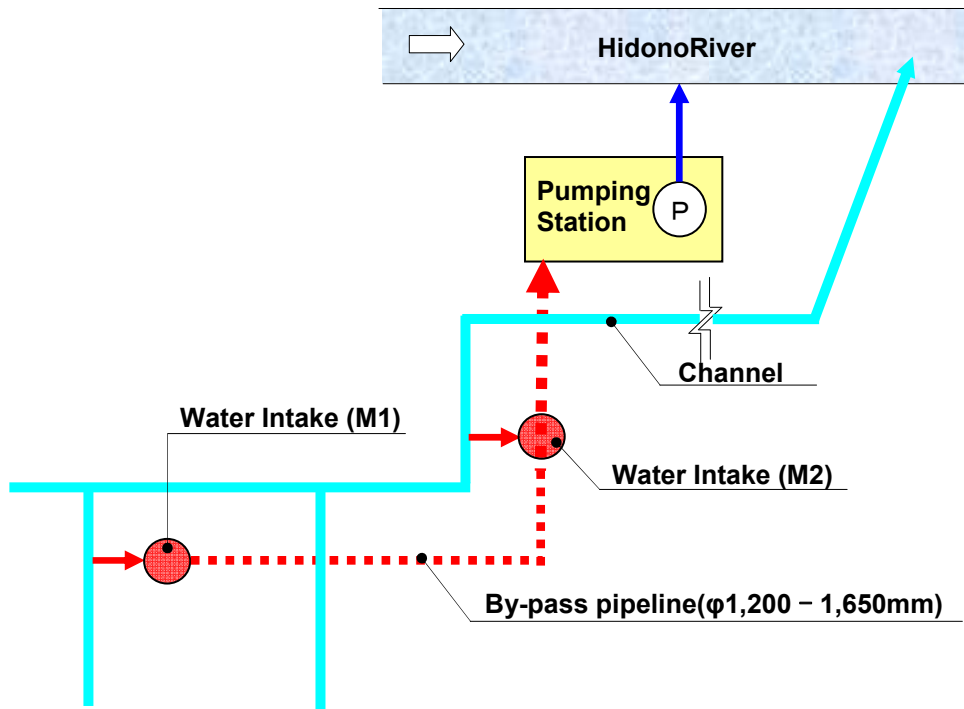 HidonoRiver
Pumping
Station
P
Channel
Water Intake (M1)
Water Intake (M2)
By-pass pipeline(φ1,200－1,650mm)